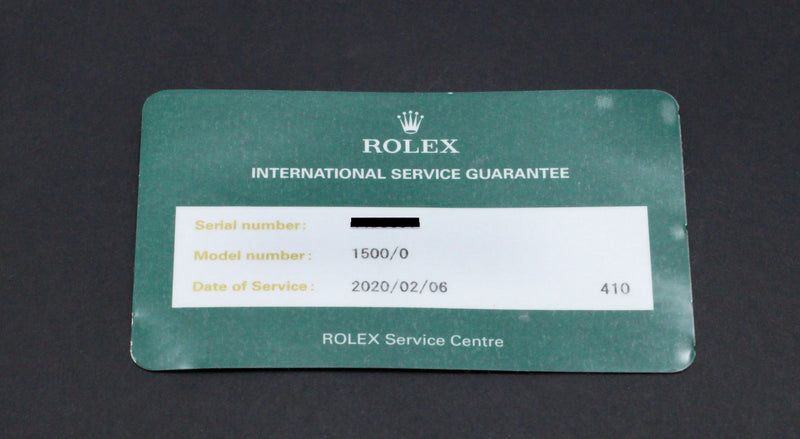 ROLEX
INTERNATIONAL SERVICE GUARANTEE
Serial number:
Model number: 1500/0
Date of Service: 2020/02/06 410
ROLEX Service Centre